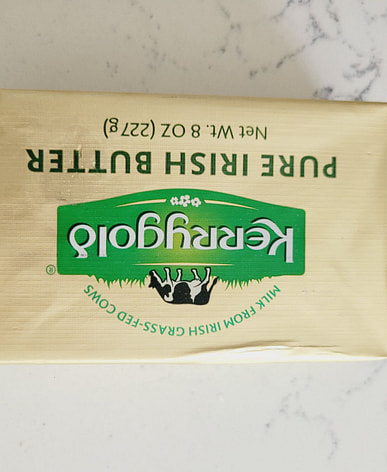 MILK FROM IRISH GRASS-FED COWS
Kerrygold®
PURE IRISH BUTTER
Net Wt. 8 OZ (227g)